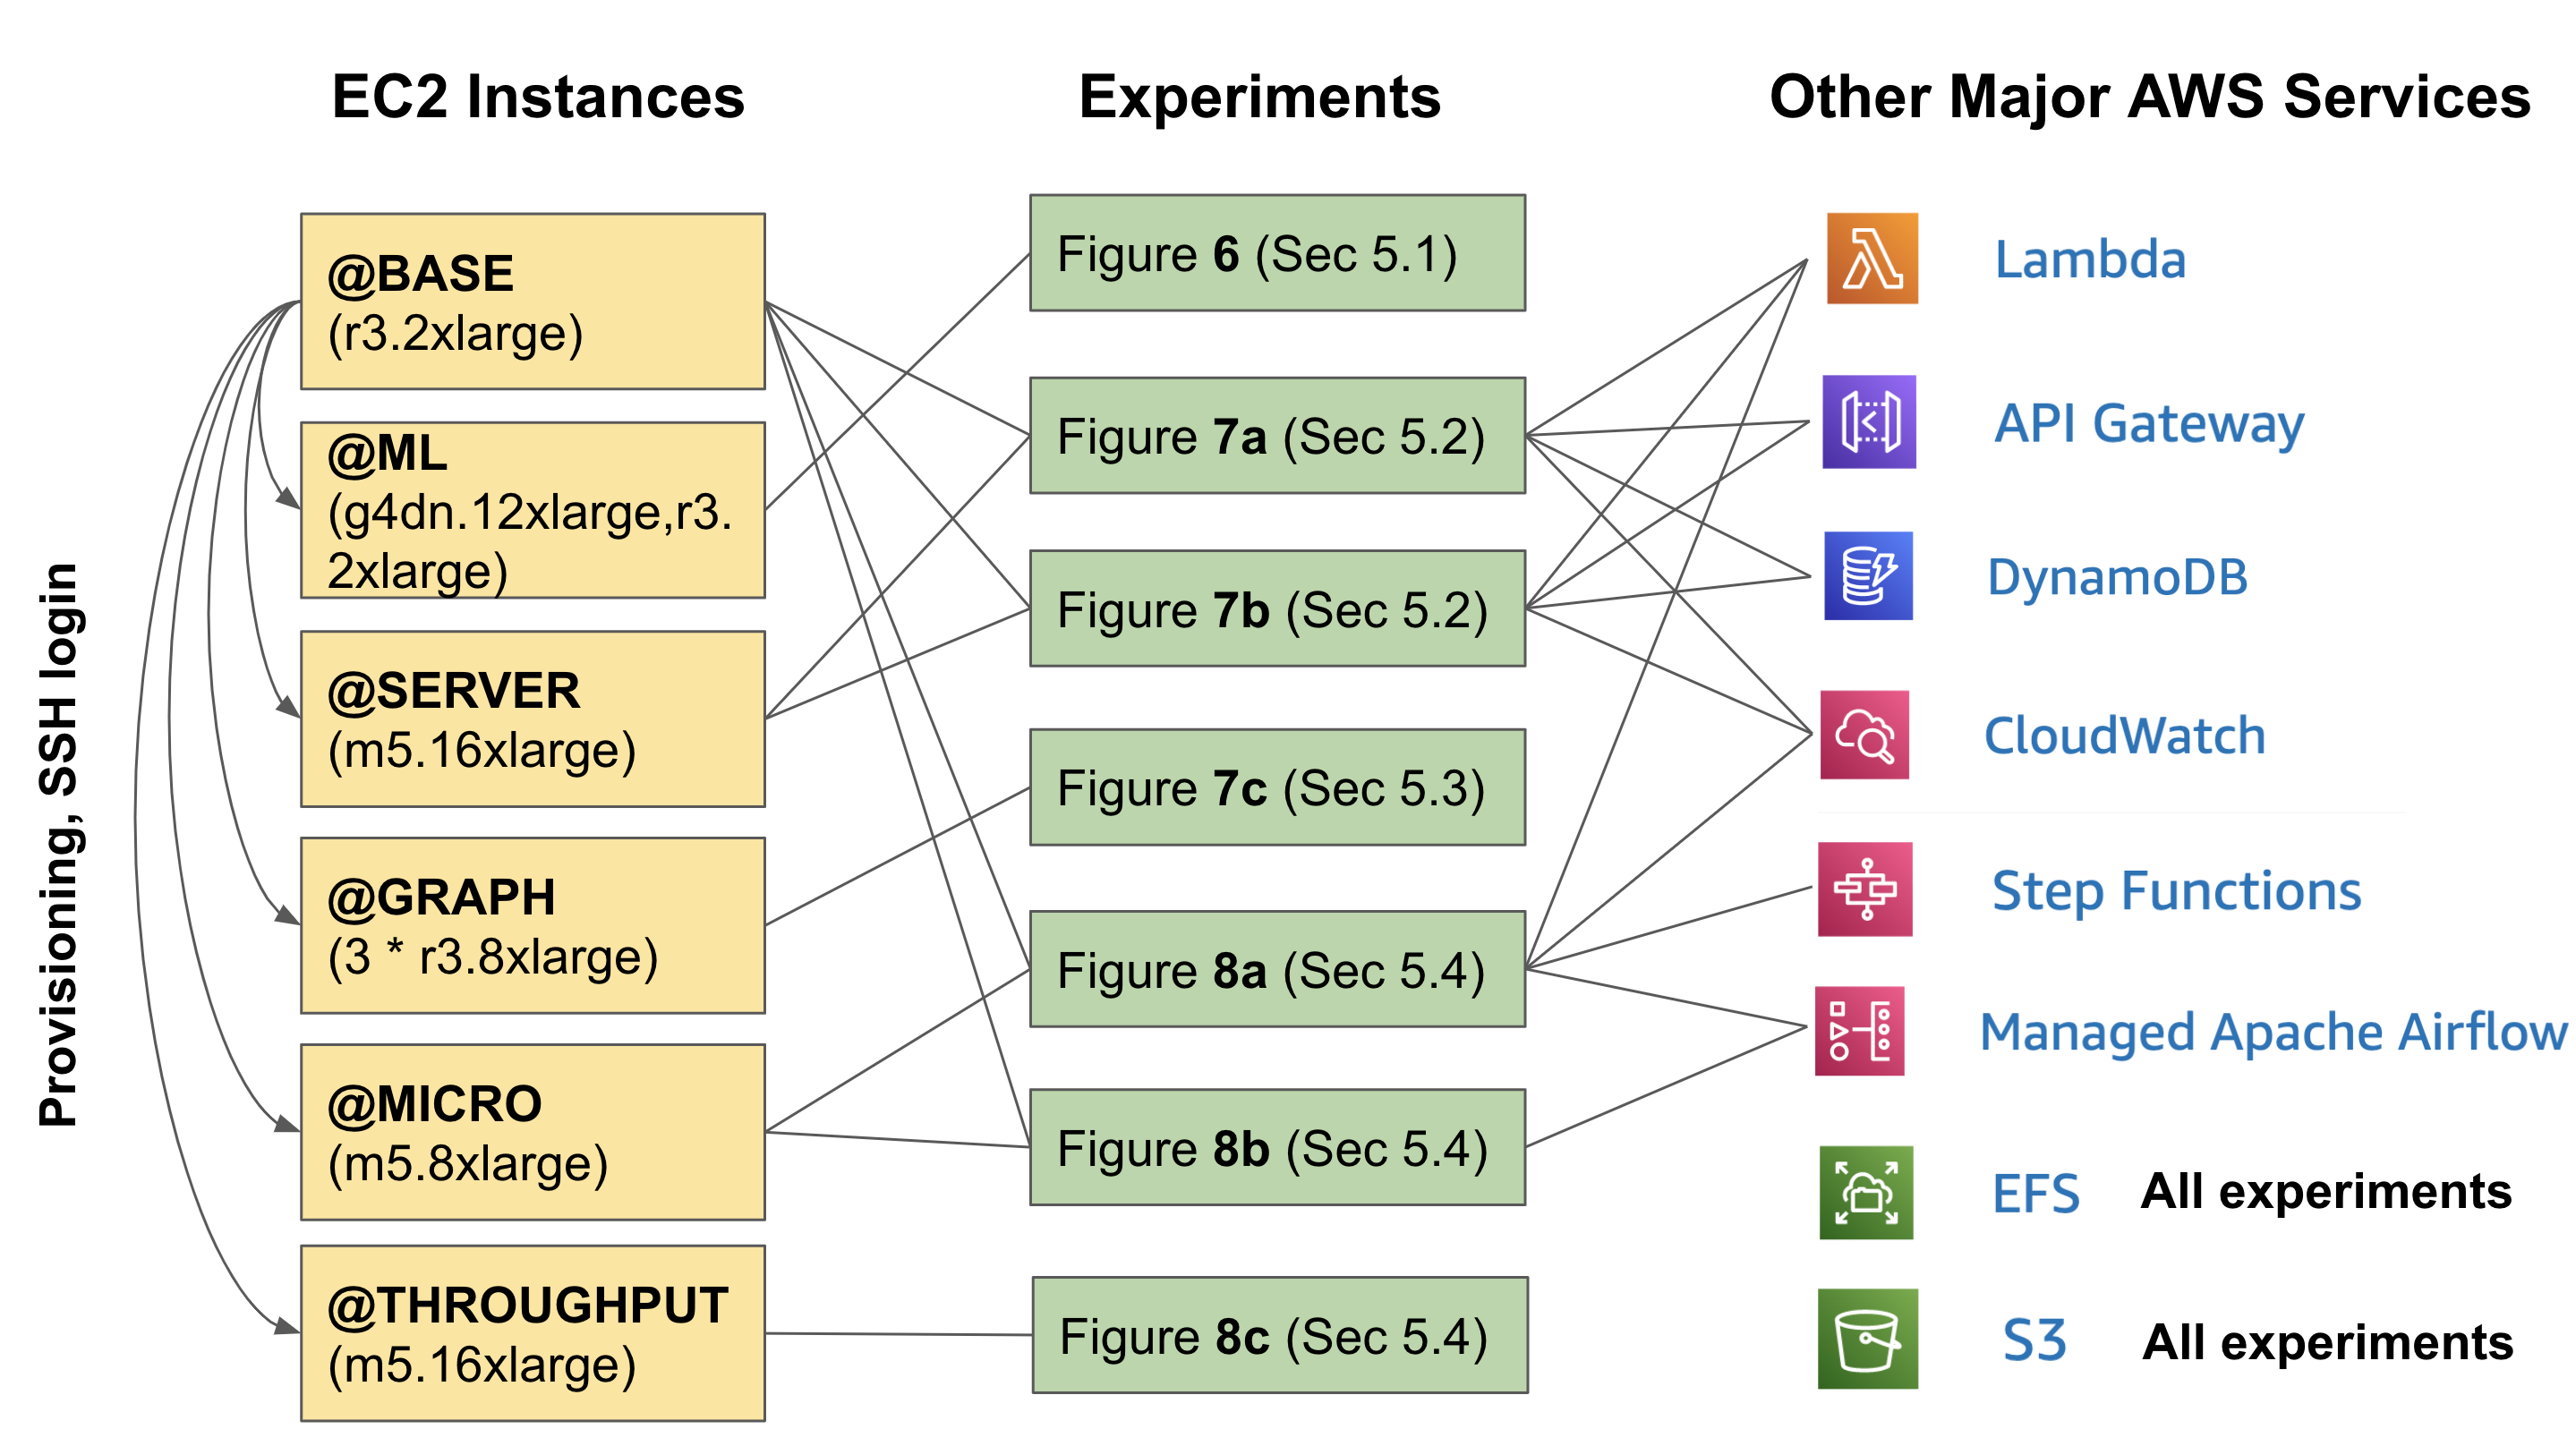 EC2 Instances
Experiments
Other Major AWS Services
Provisioning, SSH login
@BASE
(r3.2xlarge)
@ML
(g4dn.12xlarge,r3.
2xlarge)
@SERVER
(m5.16xlarge)
@GRAPH
(3 * r3.8xlarge)
@MICRO
(m5.8xlarge)
@THROUGHPUT
(m5.16xlarge)
Figure 6 (Sec 5.1)
Figure 7a (Sec 5.2)
Figure 7b (Sec 5.2)
Figure 7c (Sec 5.3)
Figure 8a (Sec 5.4)
Figure 8b (Sec 5.4)
Figure 8c (Sec 5.4)
Lambda
API Gateway
DynamoDB
CloudWatch
Step Functions
Managed Apache Airflow
EFS All experiments
S3 All experiments